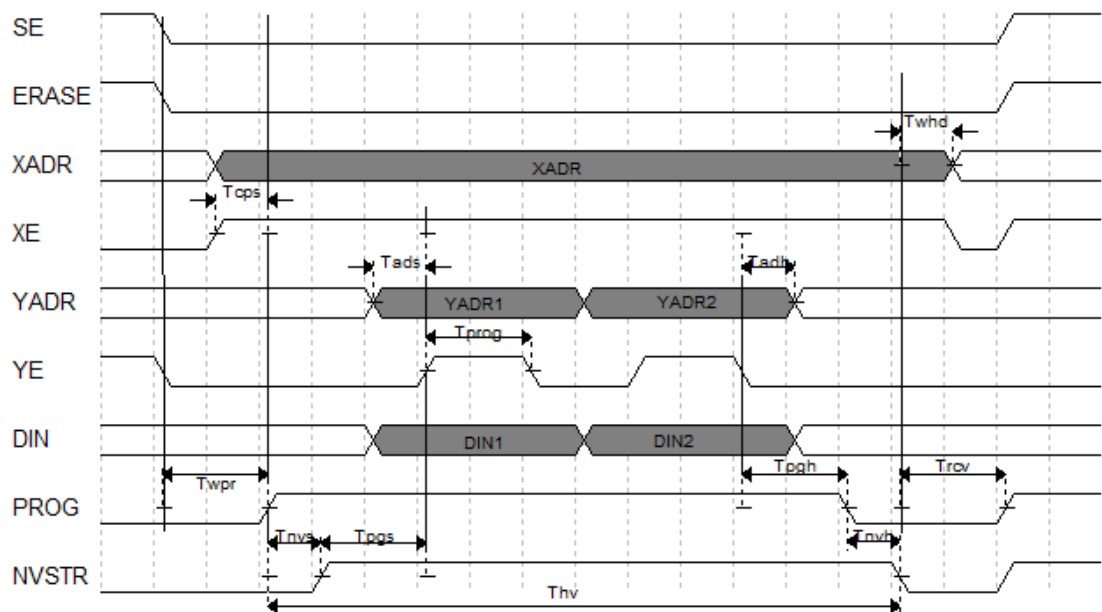 SE
ERASE
Twhd
XADR
XADR
Tcps
XE
Tads
Tadh
YADR
YADR1
YADR2
Tprog
YE
DIN
DIN1
DIN2
Twpr
Tpgh
Trcv
PROG
Tnvs
Tpgs
Tnvh
NVSTR
Thv